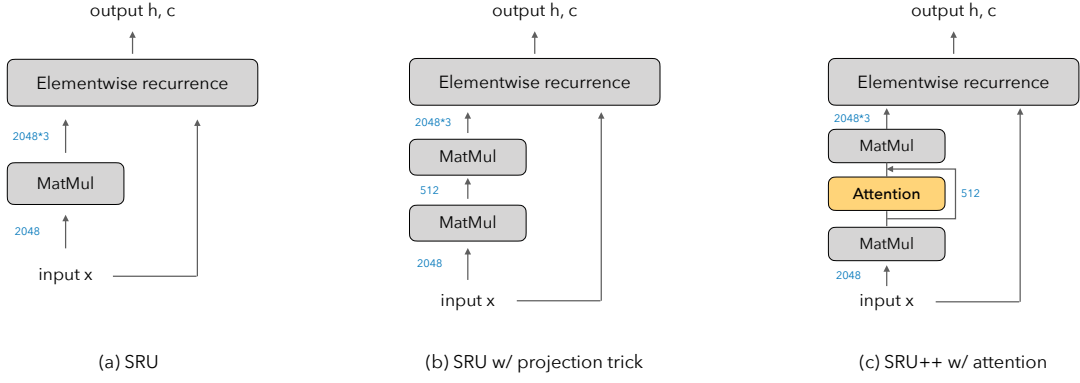 output h, c
Elementwise recurrence
2048*3
MatMul
2048
input x
(a) SRU
output h, c
Elementwise recurrence
2048*3
MatMul
512
MatMul
2048
input x
(b) SRU w/ projection trick
output h, c
Elementwise recurrence
2048*3
MatMul
Attention
512
MatMul
2048
input x
(c) SRU++ w/ attention